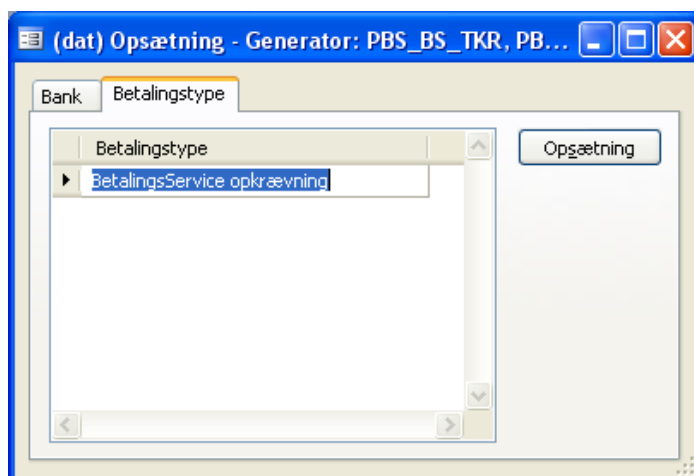 (dat) Opsætning - Generator: PBS_BS_TKR, PB...
Bank Betalingstype
Betalingstype
Opsætning
BetalingsService opkrævning